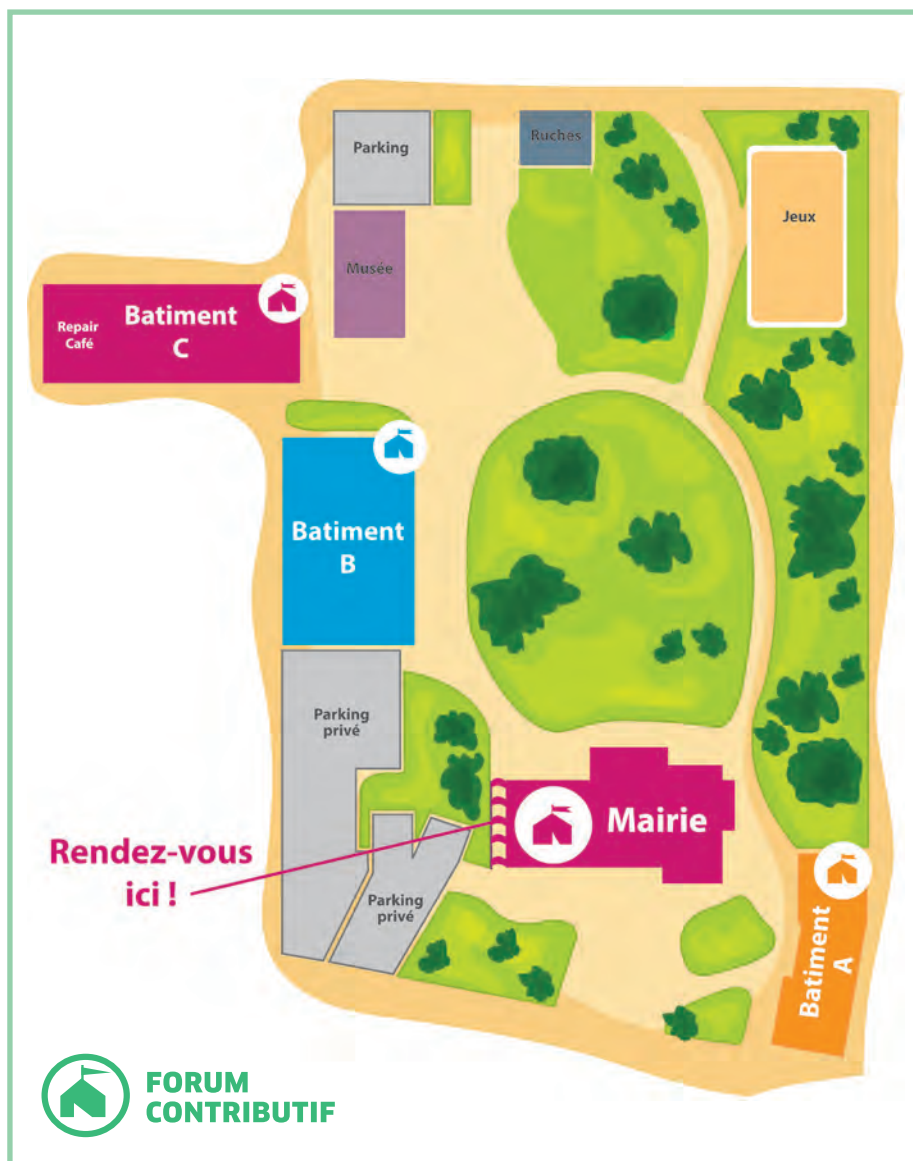 Parking
Ruches
Jeux
Musée
Repair
Café
Batiment
C
Batiment
B
Parking
privé
Mairie
Rendez-vous
ici !
Parking
privé
Batiment
A
FORUM
CONTRIBUTIF